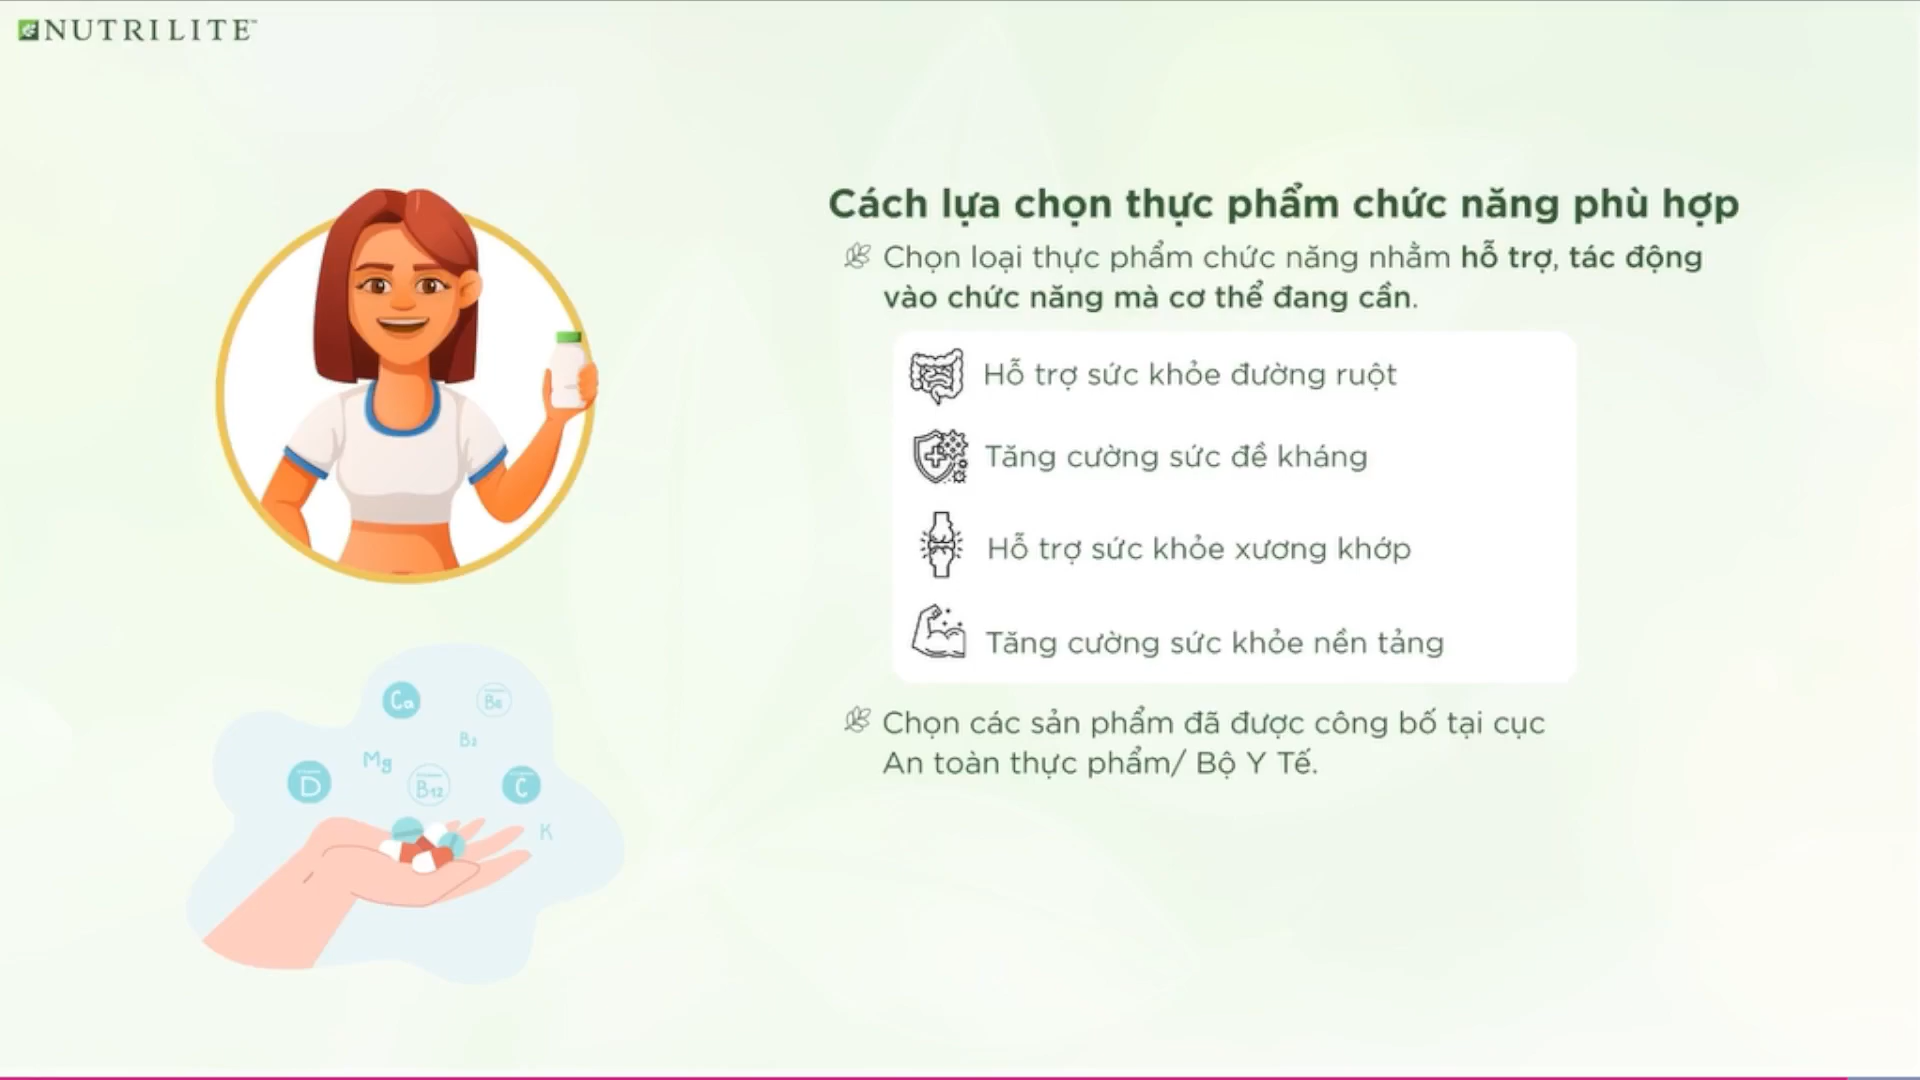 NUTRILITE™
Cách lựa chọn thực phẩm chức năng phù hợp
Chọn loại thực phẩm chức năng nhằm hỗ trợ, tác động
vào chức năng mà cơ thể đang cần.
Hỗ trợ sức khỏe đường ruột
Tăng cường sức đề kháng
Hỗ trợ sức khỏe xương khớp
Tăng cường sức khỏe nền tảng
Chọn các sản phẩm đã được công bố tại cục
An toàn thực phẩm/ Bộ Y Tế.
Ca
B6
Mg
D
B12
C
K